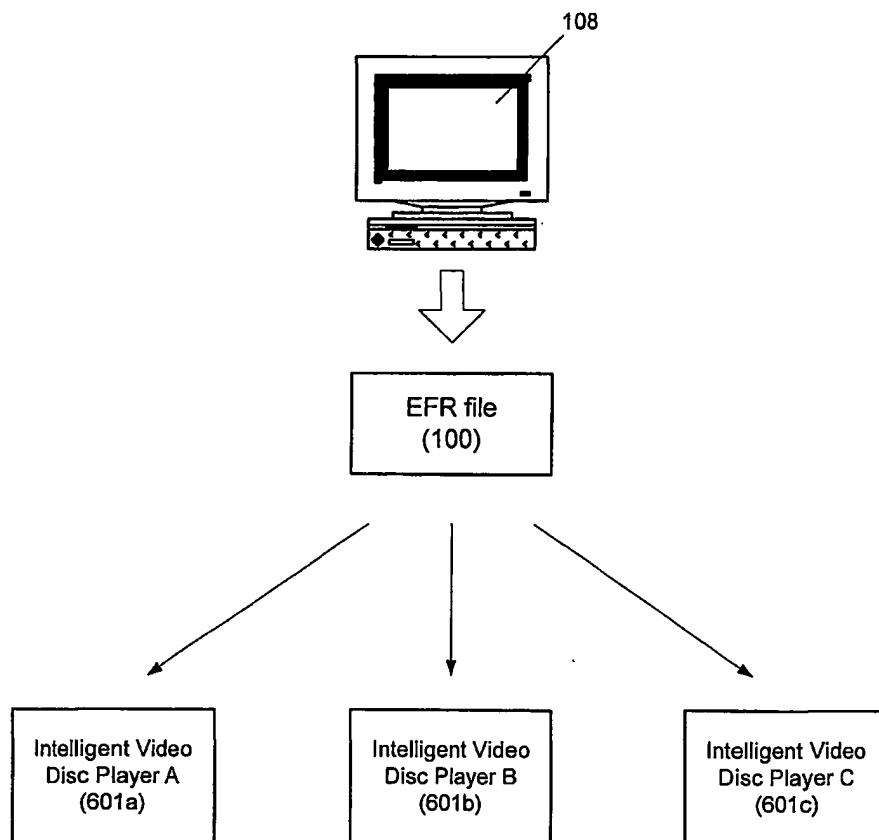 108
EFR file
(100)
Intelligent Video
Disc Player A
(601a)
Intelligent Video
Disc Player B
(601b)
Intelligent Video
Disc Player C
(601c)